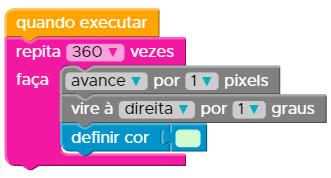 quando executar
repita 360 vezes
faça avance por 1 pixels
vire à direita por 1 graus
definir cor